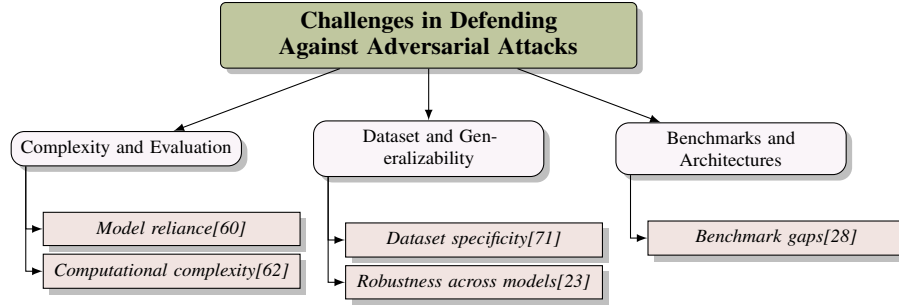 Challenges in Defending
Against Adversarial Attacks
Complexity and Evaluation
Model reliance[60]
Computational complexity[62]
Dataset and Gen-
eralizability
Dataset specificity[71]
Robustness across models[23]
Benchmarks and
Architectures
Benchmark gaps[28]